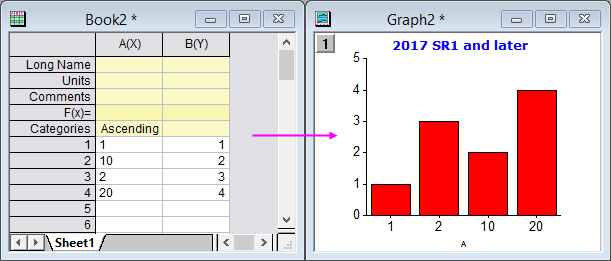 Book2 *
A(X) B(Y)
Long Name
Units
Comments
F(x)=
Categories Ascending
1 1 1
2 10 2
3 2 3
4 20 4
5
6
Sheet1
Graph2 *
1
2017 SR1 and later
5
4
3
2
1
0
1 2 10 20
A